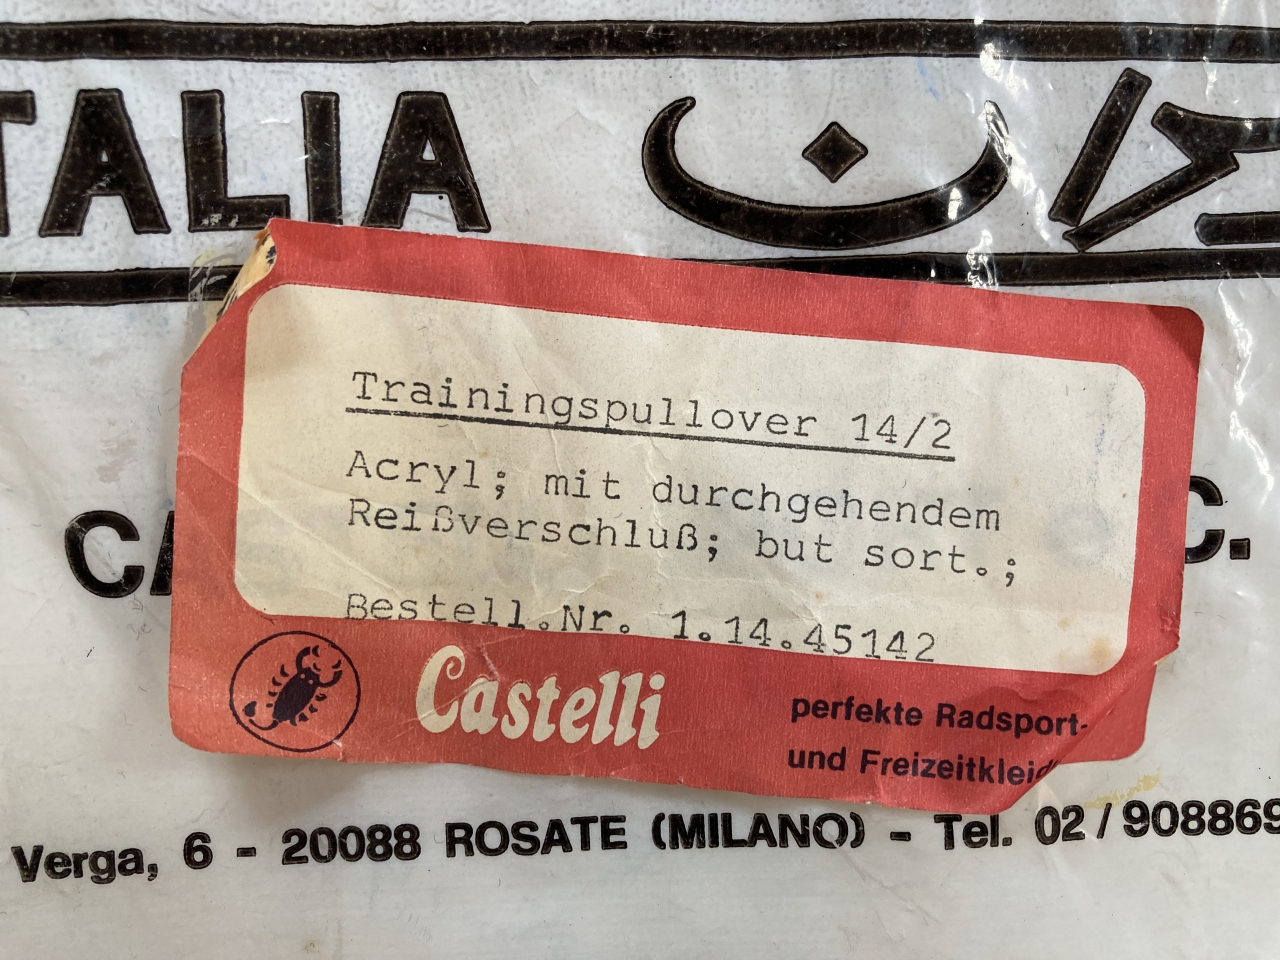 TALIA
Trainingspullover 14/2
Acryl; mit durchgehendem
Reißverschluß; but sort.;
Bestell.Nr. 1.14.45142
Castelli
perfekte Radsport-
und Freizeitkleid
CA
C.
Verga, 6 - 20088 ROSATE (MILANO) - Tel. 02/908869